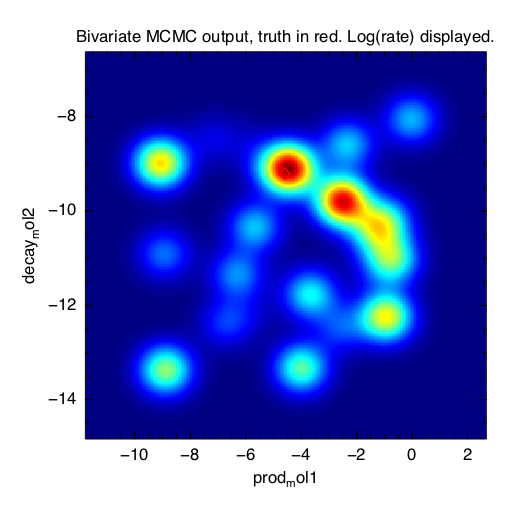 Bivariate MCMC output, truth in red. Log(rate) displayed.
−8
−10
−12
−14
decay_mol2
−10 −8 −6 −4 −2 0 2
prod_mol1